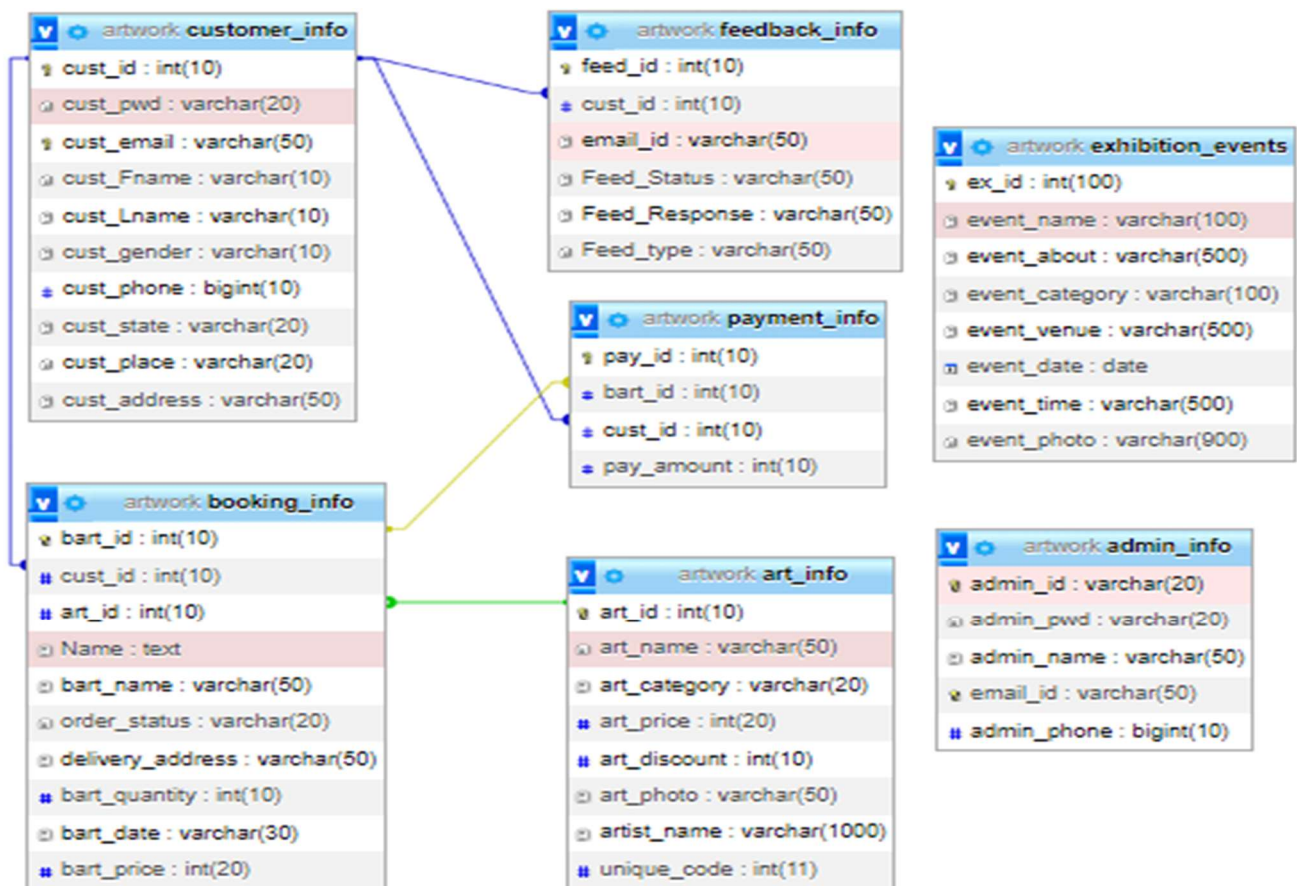 artwork customer_info
cust_id : int(10)
cust_pwd : varchar(20)
cust_email : varchar(50)
cust_Fname : varchar(10)
cust_Lname : varchar(10)
cust_gender : varchar(10)
cust_phone : bigint(10)
cust_state : varchar(20)
cust_place : varchar(20)
cust_address : varchar(50)
artwork feedback_info
feed_id : int(10)
cust_id : int(10)
email_id : varchar(50)
Feed_Status : varchar(50)
Feed_Response : varchar(50)
Feed_type : varchar(50)
artwork exhibition_events
ex_id : int(100)
event_name : varchar(100)
event_about : varchar(500)
event_category : varchar(100)
event_venue : varchar(500)
event_date : date
event_time : varchar(500)
event_photo : varchar(900)
artwork payment_info
pay_id : int(10)
bart_id : int(10)
cust_id : int(10)
pay_amount : int(10)
artwork booking_info
bart_id : int(10)
cust_id : int(10)
art_id : int(10)
Name : text
bart_name : varchar(50)
order_status : varchar(20)
delivery_address : varchar(50)
bart_quantity : int(10)
bart_date : varchar(30)
bart_price : int(20)
artwork art_info
art_id : int(10)
art_name : varchar(50)
art_category : varchar(20)
art_price : int(20)
art_discount : int(10)
art_photo : varchar(50)
artist_name : varchar(1000)
unique_code : int(11)
artwork admin_info
admin_id : varchar(20)
admin_pwd : varchar(20)
admin_name : varchar(50)
email_id : varchar(50)
admin_phone : bigint(10)